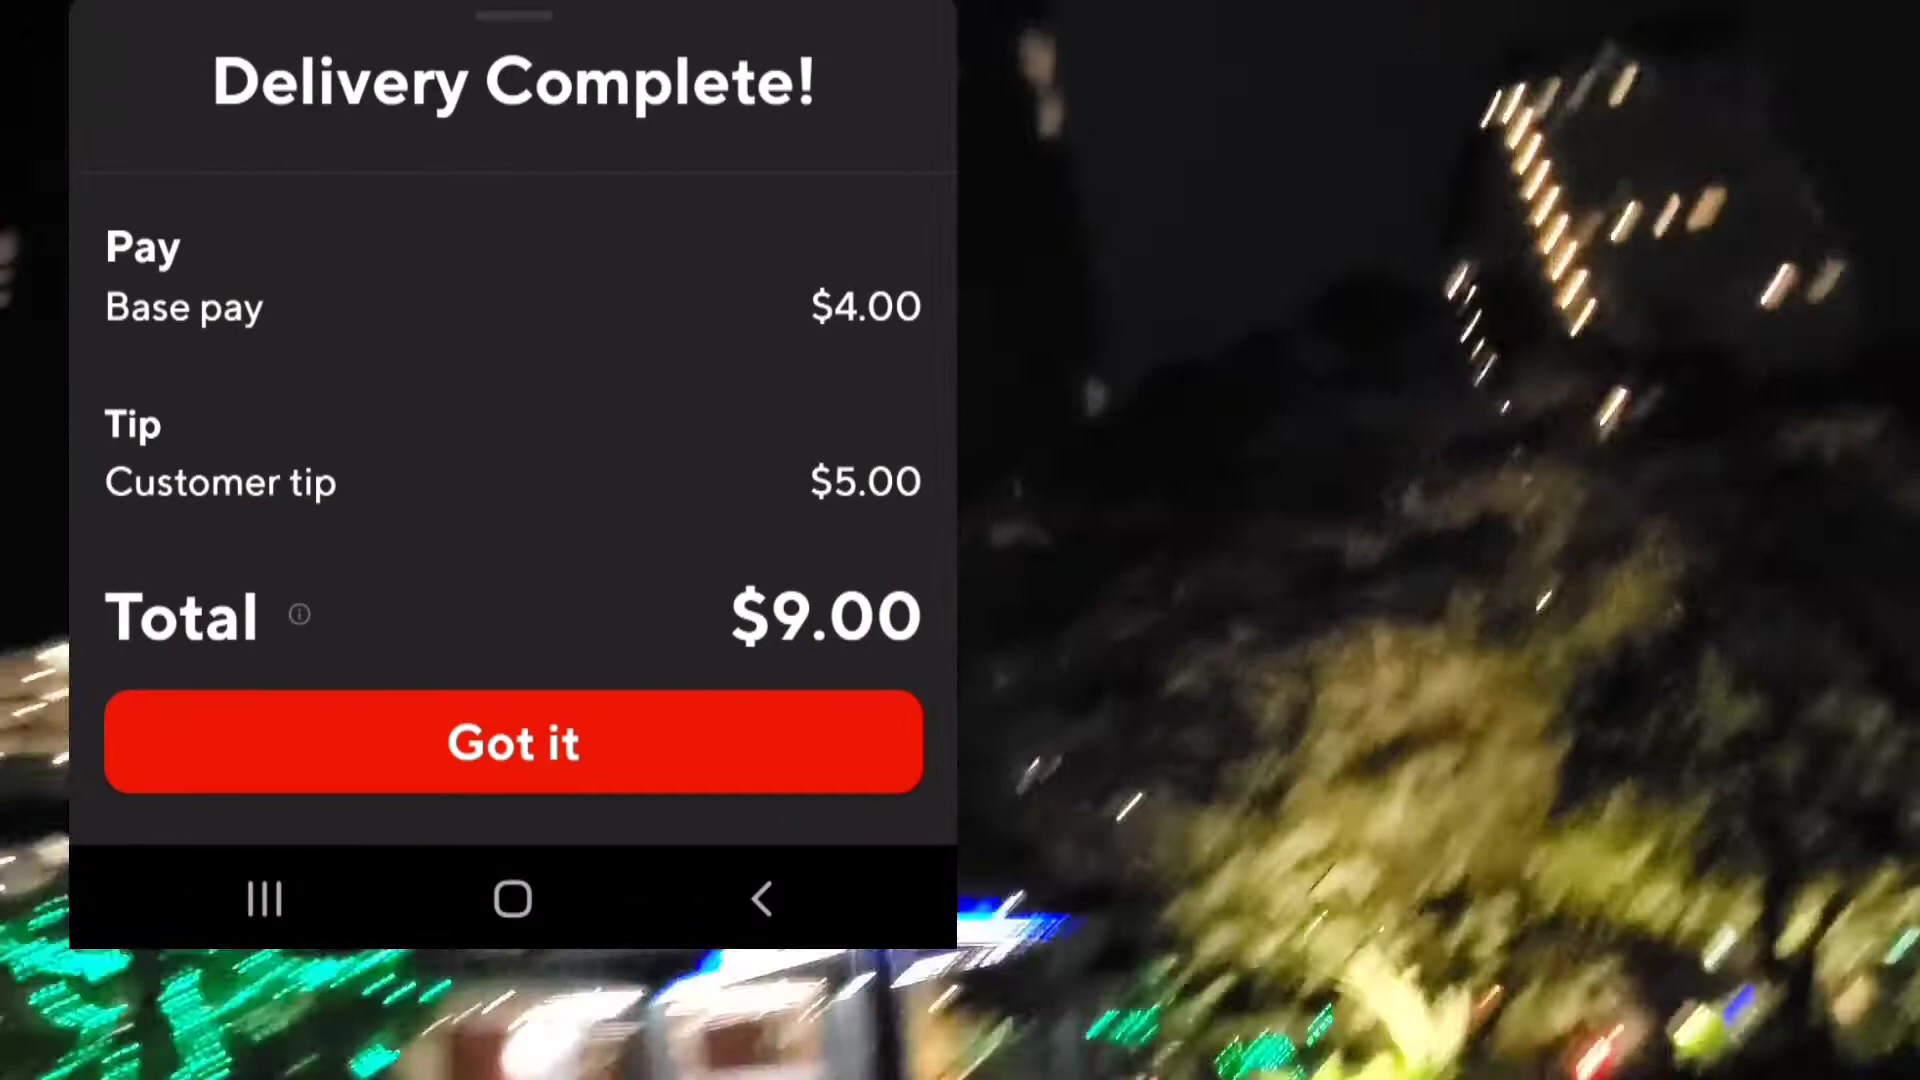 Delivery Complete!
Pay
Base pay $4.00
Tip
Customer tip $5.00
Total $9.00
Got it